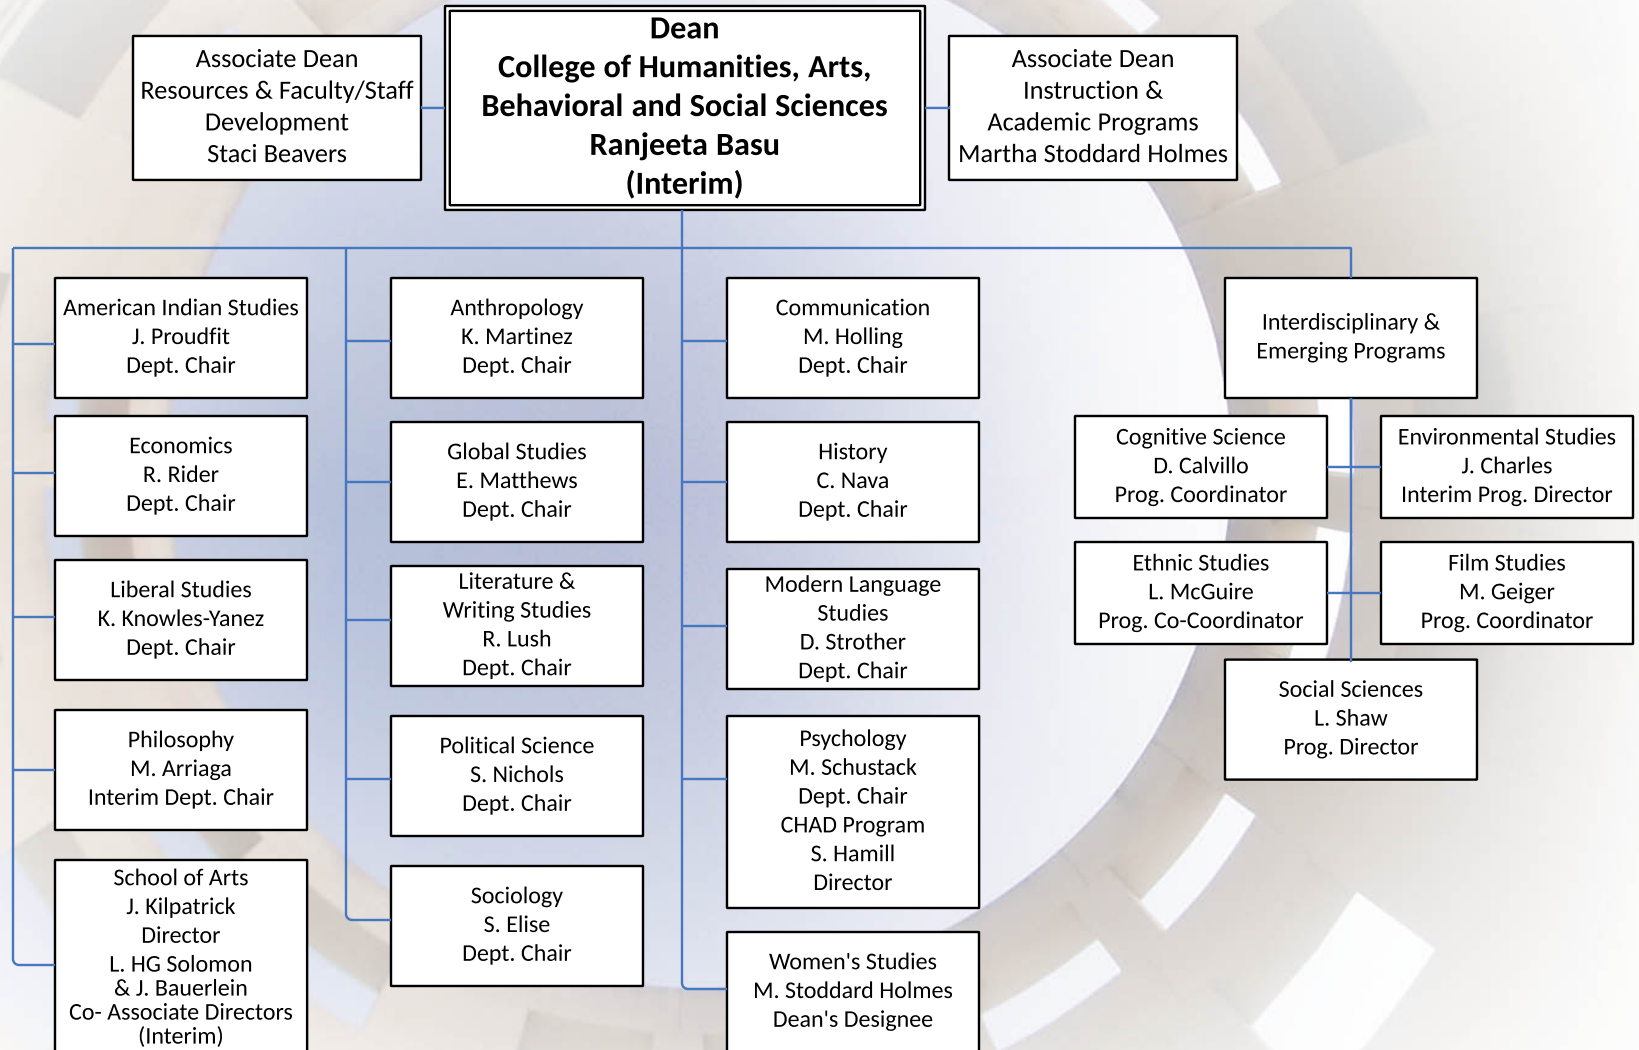 Dean
College of Humanities, Arts,
Behavioral and Social Sciences
Ranjeeta Basu
(Interim)
Associate Dean
Resources & Faculty/Staff
Development
Staci Beavers
Associate Dean
Instruction &
Academic Programs
Martha Stoddard Holmes
American Indian Studies
J. Proudfit
Dept. Chair
Economics
R. Rider
Dept. Chair
Liberal Studies
K. Knowles-Yanez
Dept. Chair
Philosophy
M. Arriaga
Interim Dept. Chair
School of Arts
J. Kilpatrick
Director
L. HG Solomon
& J. Bauerlein
Co- Associate Directors
(Interim)
Anthropology
K. Martinez
Dept. Chair
Global Studies
E. Matthews
Dept. Chair
Literature &
Writing Studies
R. Lush
Dept. Chair
Political Science
S. Nichols
Dept. Chair
Sociology
S. Elise
Dept. Chair
Communication
M. Holling
Dept. Chair
History
C. Nava
Dept. Chair
Modern Language
Studies
D. Strother
Dept. Chair
Psychology
M. Schustack
Dept. Chair
CHAD Program
S. Hamill
Director
Women's Studies
M. Stoddard Holmes
Dean's Designee
Interdisciplinary &
Emerging Programs
Cognitive Science
D. Calvillo
Prog. Coordinator
Environmental Studies
J. Charles
Interim Prog. Director
Ethnic Studies
L. McGuire
Prog. Co-Coordinator
Film Studies
M. Geiger
Prog. Coordinator
Social Sciences
L. Shaw
Prog. Director